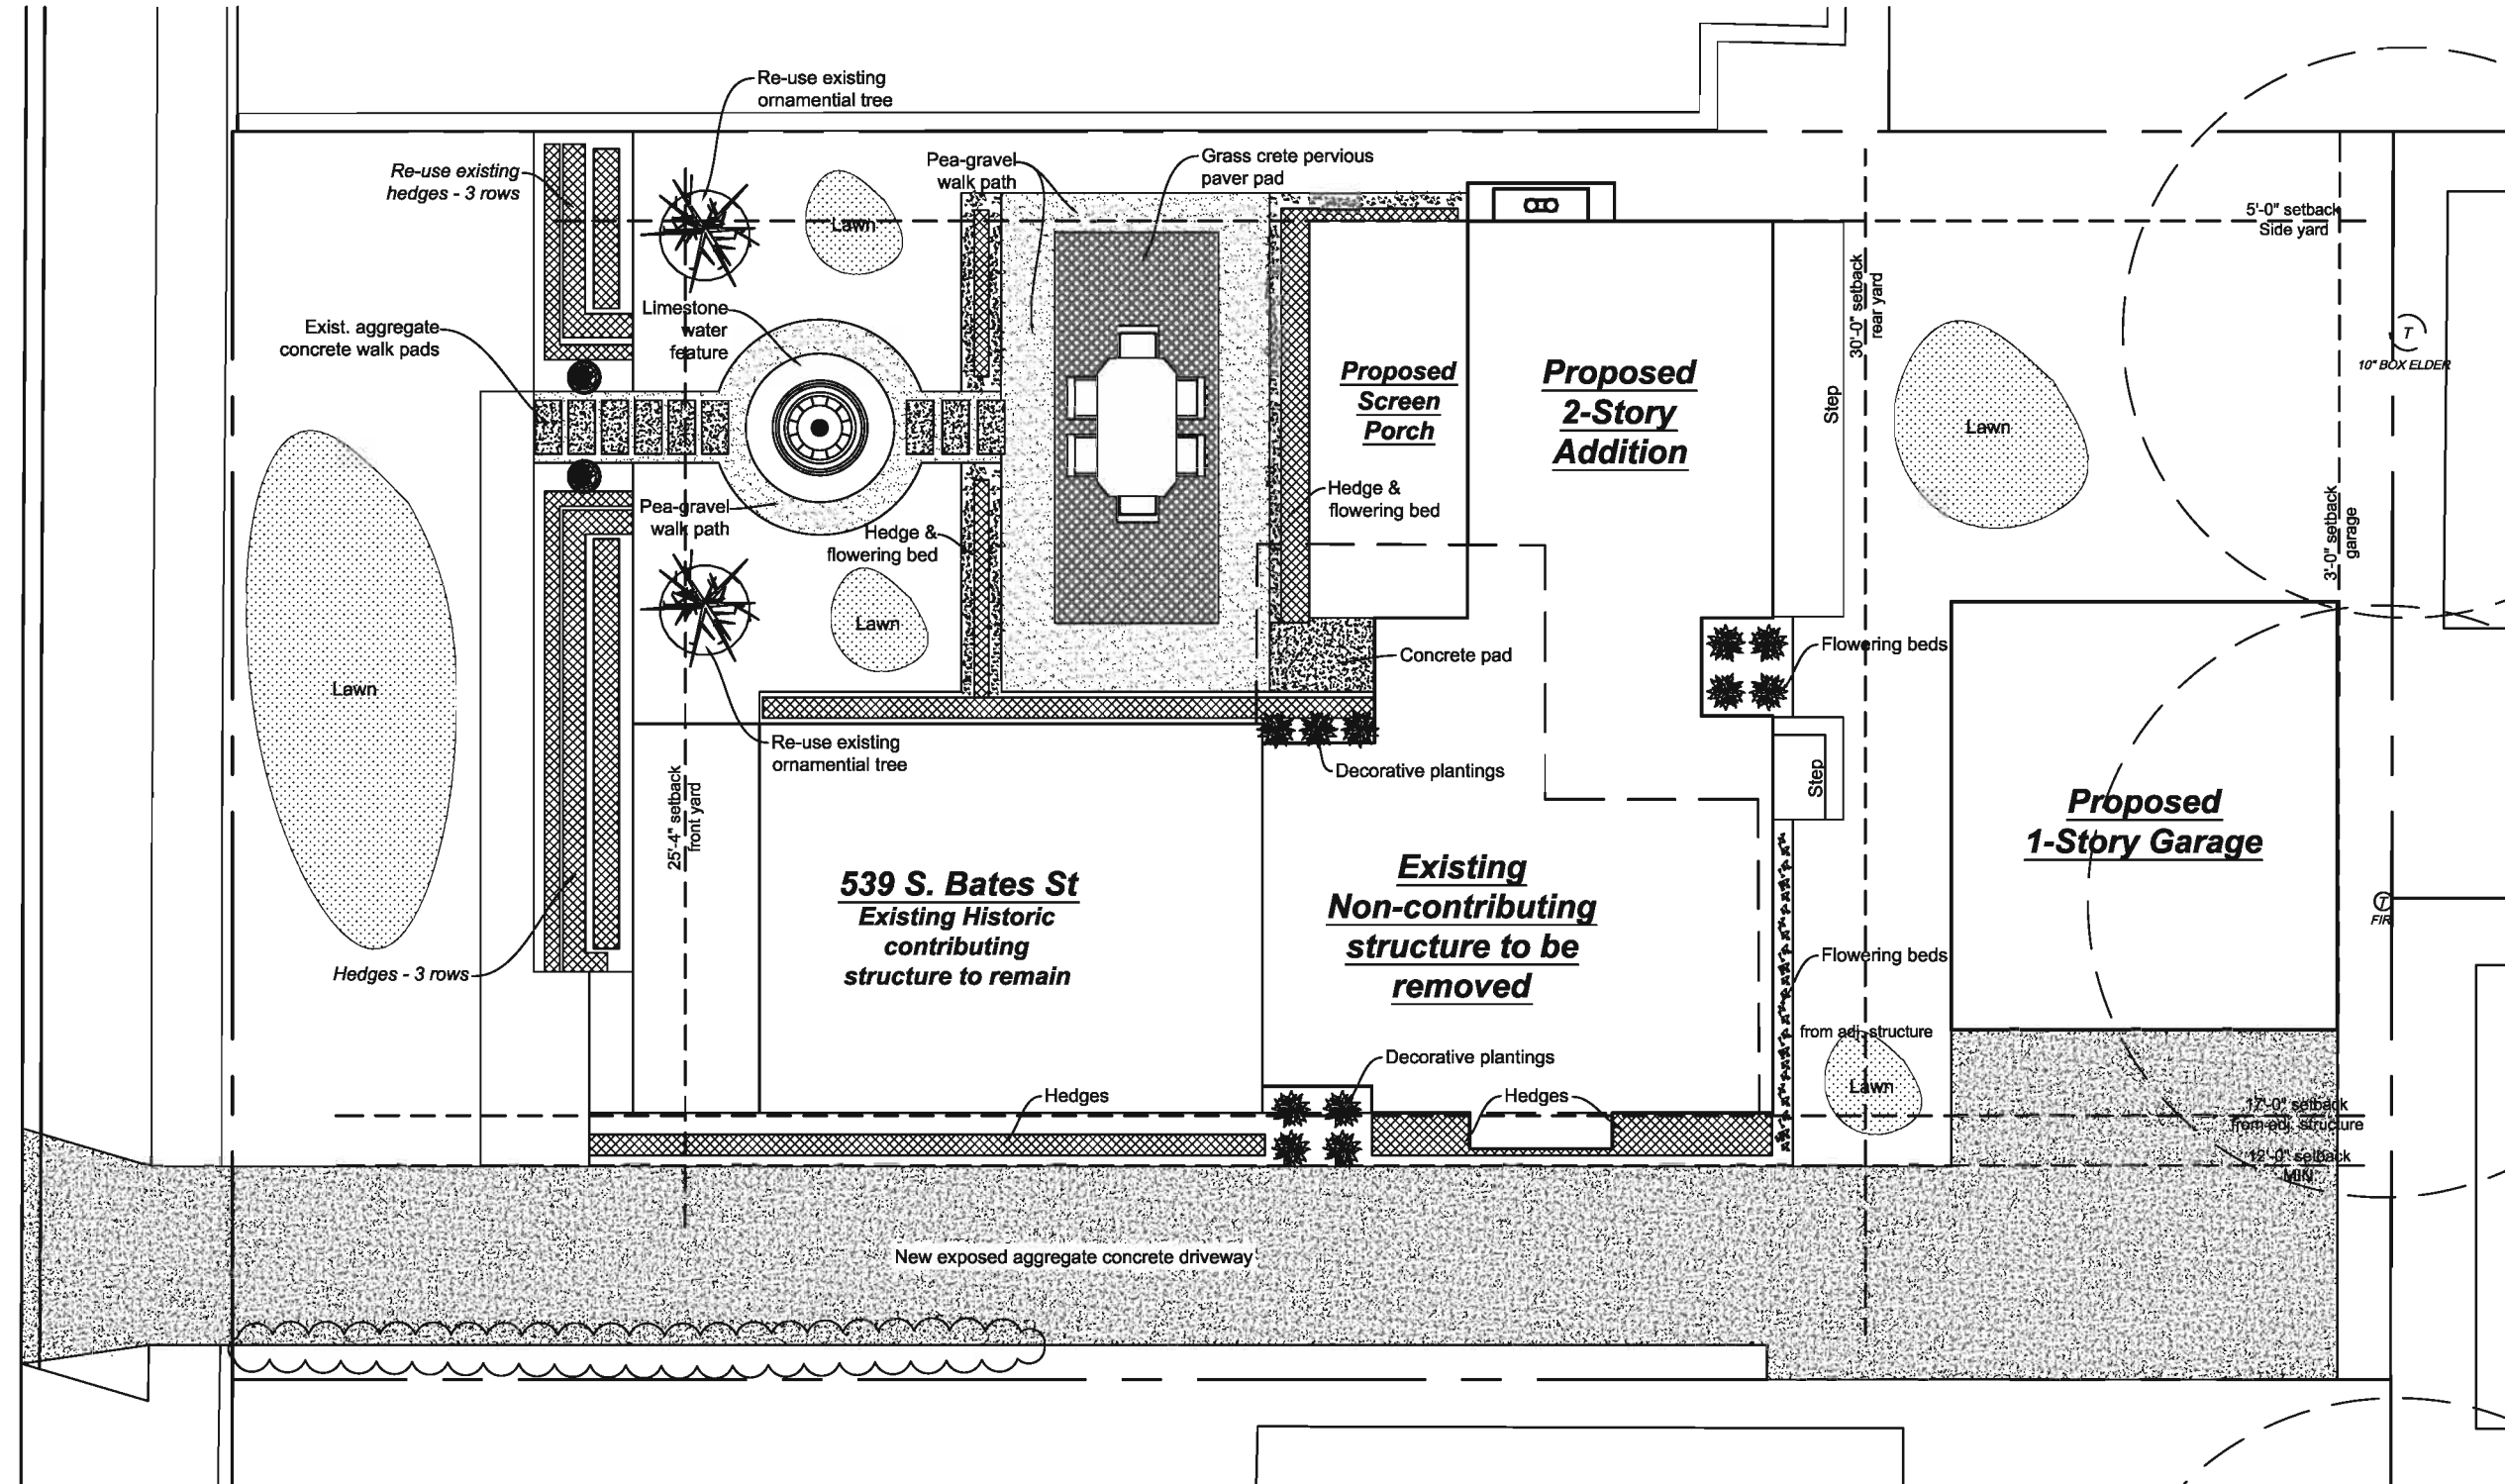 Re-use existing
ornamential tree
Re-use existing
hedges - 3 rows
Pea-gravel
walk path
Grass crete pervious
paver pad
Lawn
5'-0" setback
Side yard
Limestone
water
feature
Exist. aggregate
concrete walk pads
30'-0" setback
rear yard
T
10" BOX ELDER
Proposed
Screen
Porch
Proposed
2-Story
Addition
Step
Lawn
Pea-gravel
walk path
Hedge &
flowering bed
Hedge &
flowering bed
3'-0" setback
garage
Lawn
Lawn
Concrete pad
Flowering beds
Re-use existing
ornamential tree
Decorative plantings
Step
25'-4" setback
front yard
Proposed
1-Story Garage
539 S. Bates St
Existing Historic
contributing
structure to remain
Existing
Non-contributing
structure to be
removed
T
FIR
Hedges - 3 rows
Flowering beds
from adj. structure
Decorative plantings
Hedges
Hedges
Lawn
17'-0" setback
from adj. structure
12'-0" setback
MIN
New exposed aggregate concrete driveway